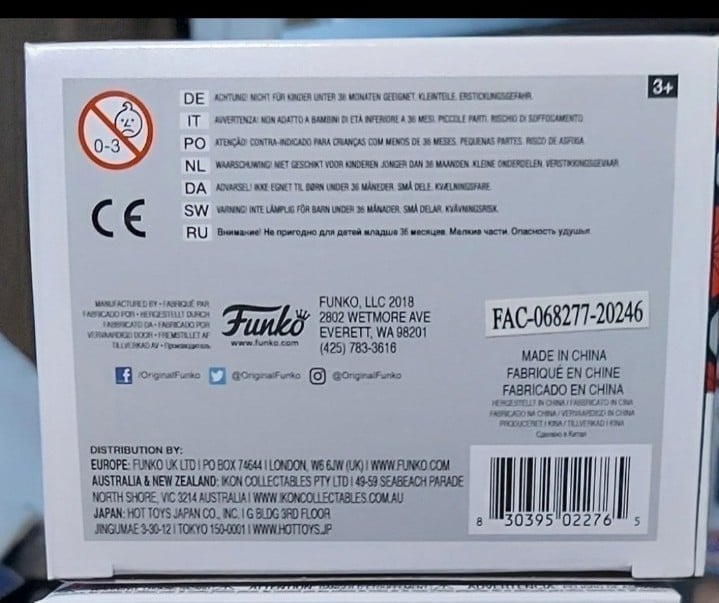 3+
0-3
DE ACHTUNG! NICHT FÜR KINDER UNTER 36 MONATEN GEEIGNET. KLEINTEILE. ERSTICKUNGSGEFAHR.
IT AVVERTENZA: NON ADATTO A BAMBINI DI ETÀ INFERIORE A 36 MESI. PICCOLE PARTI. RISCHIO DI SOFFOCAMENTO.
PO ATENÇÃO! CONTRA-INDICADO PARA CRIANÇAS COM MENOS DE 36 MESES. PEQUENAS PARTES. RISCO DE ASFIGA.
NL WAARSCHUWING! NIET GESCHIKT VOOR KINDEREN JONGER DAN 36 MAANDEN. KLEINE ONDERDELEN. VERSTIKKINGSGEVAAR.
DA ADVARSEL! IKKE EGNET TIL BØRN UNDER 36 MÅNEDER. SMÅ DELE. KVÆLNINGSFARE.
SW VARNING! INTE LÄMPLIG FÖR BARN UNDER 36 MÅNADER. SMÅ DELAR. KVÄVNINGSRISK.
RU Внимание! Не пригодно для детей младше 36 месяцев. Мелкие части. Опасность удушья.
CE
MANUFACTURED BY • FABRIQUÉ PAR
FABRICADO POR • HERGESTELLT DURCH
FABBRICATO DA • FABRICADO POR
VERVAARDIGD DOOR • FREMSTILLET AF
TILLVERKAD AV • Производитель
Funko
www.funko.com
FUNKO, LLC 2018
2802 WETMORE AVE
EVERETT, WA 98201
(425) 783-3616
/OriginalFunko @OriginalFunko @OriginalFunko
FAC-068277-20246
MADE IN CHINA
FABRIQUÉ EN CHINE
FABRICADO EN CHINA
HERGESTELLT IN CHINA / FABBRICATO IN CINA
FABRICADO NA CHINA / VERVAARDIGD IN CHINA
PRODUCERET I KINA / TILLVERKAD I KINA
Сделано в Китае
DISTRIBUTION BY:
EUROPE: FUNKO UK LTD | PO BOX 74644 | LONDON, W6 6JW (UK) | WWW.FUNKO.COM
AUSTRALIA & NEW ZEALAND: IKON COLLECTABLES PTY LTD | 49-59 SEABEACH PARADE
NORTH SHORE, VIC 3214 AUSTRALIA | WWW.IKONCOLLECTABLES.COM.AU
JAPAN: HOT TOYS JAPAN CO., INC. | G BLDG 3RD FLOOR
JINGUMAE 3-30-12 | TOKYO 150-0001 | WWW.HOTTOYS.JP
8 30395 02276 5